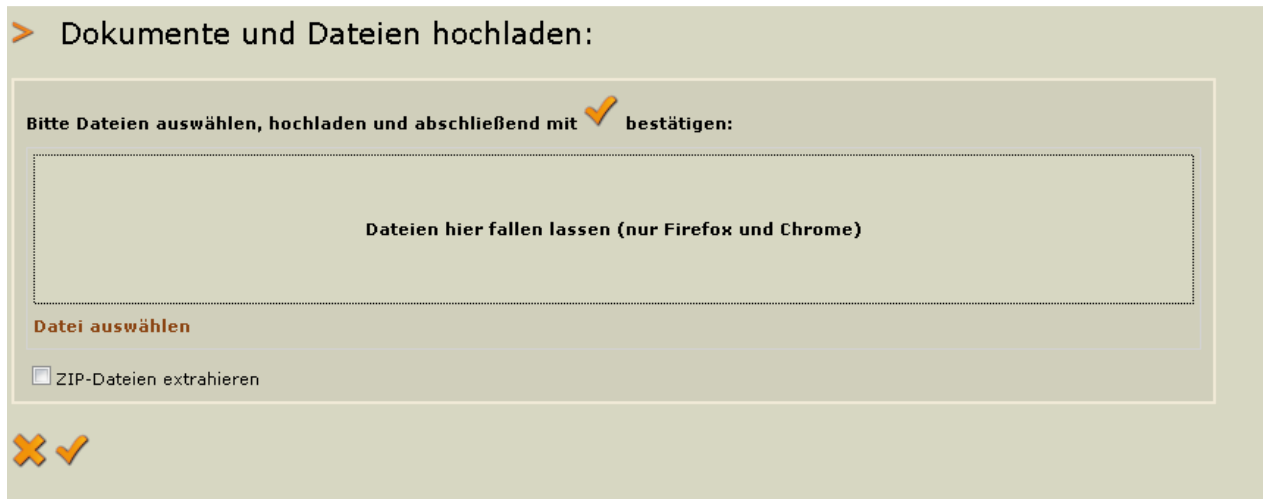 > Dokumente und Dateien hochladen:
Bitte Dateien auswählen, hochladen und abschließend mit bestätigen:
Dateien hier fallen lassen (nur Firefox und Chrome)
Datei auswählen
ZIP-Dateien extrahieren